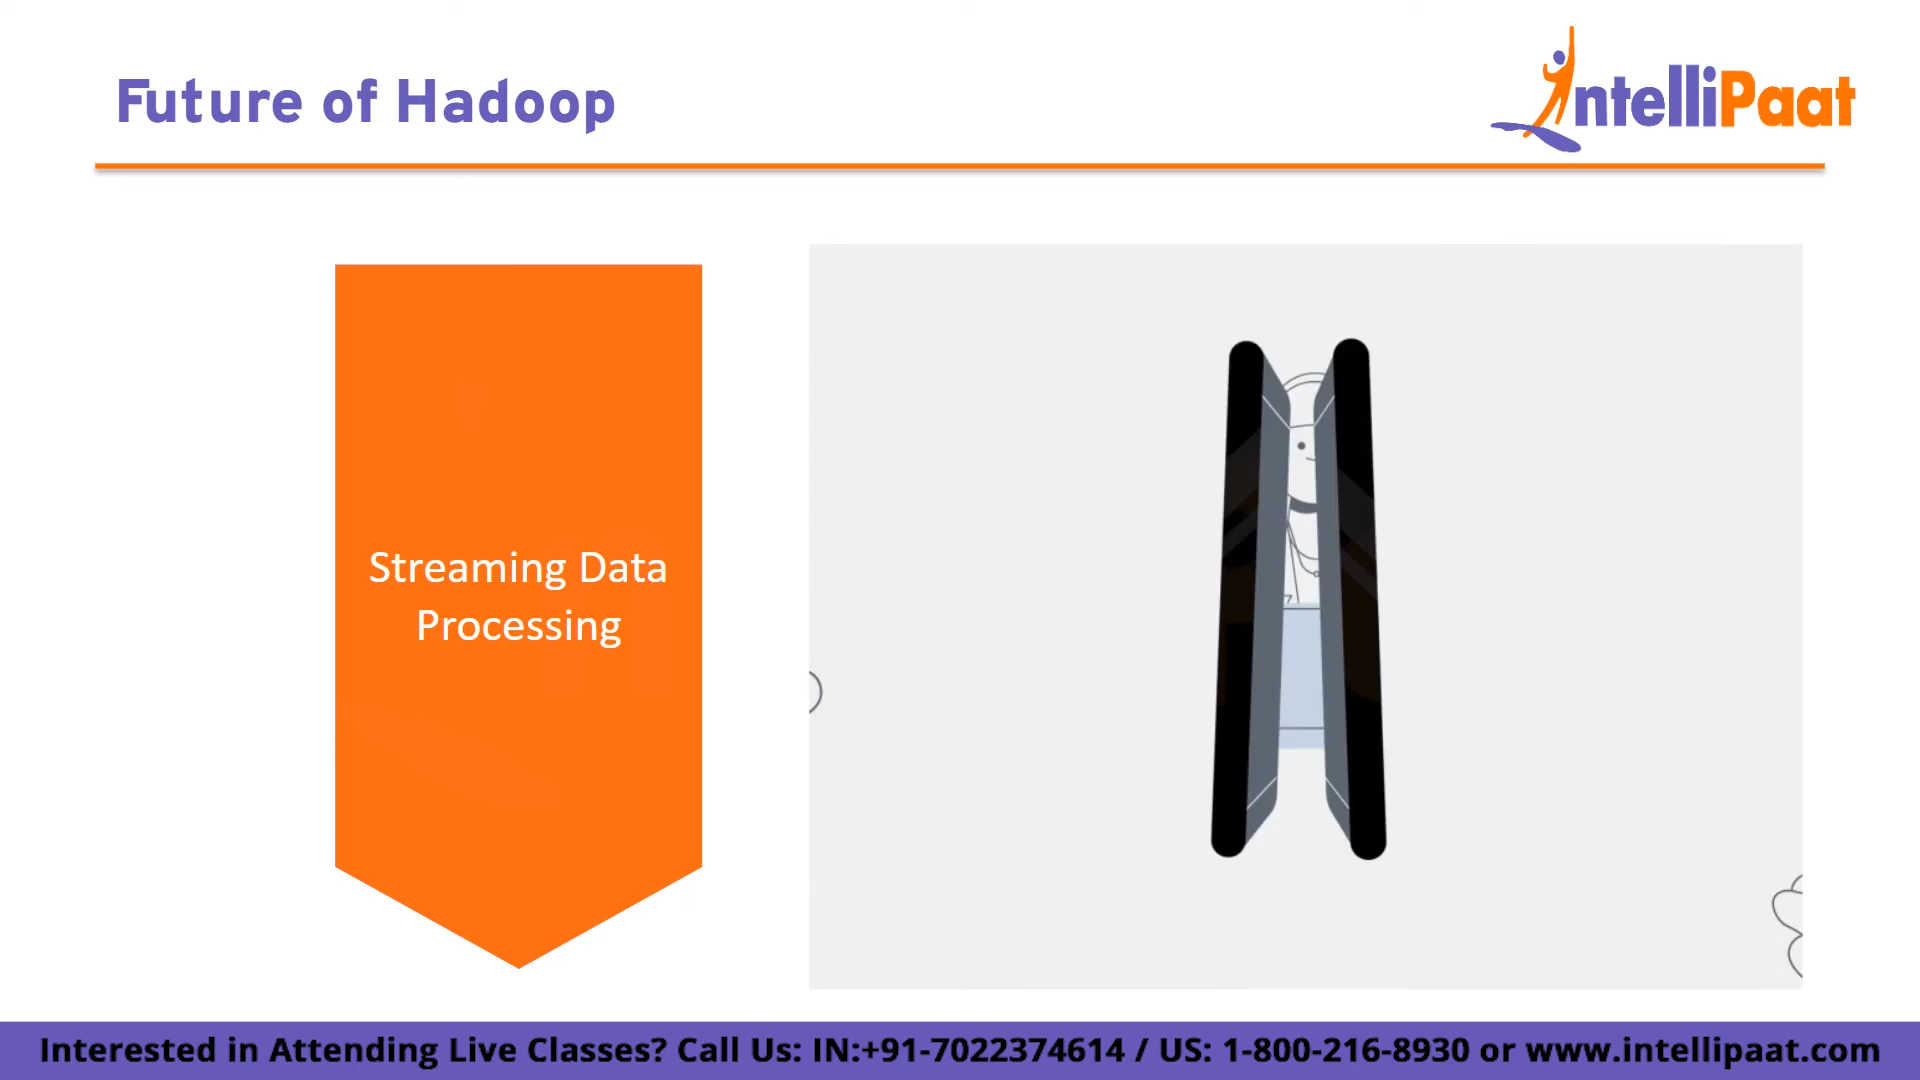 Future of Hadoop
IntelliPaat
Streaming Data
Processing
Interested in Attending Live Classes? Call Us: IN:+91-7022374614 / US: 1-800-216-8930 or www.intellipaat.com